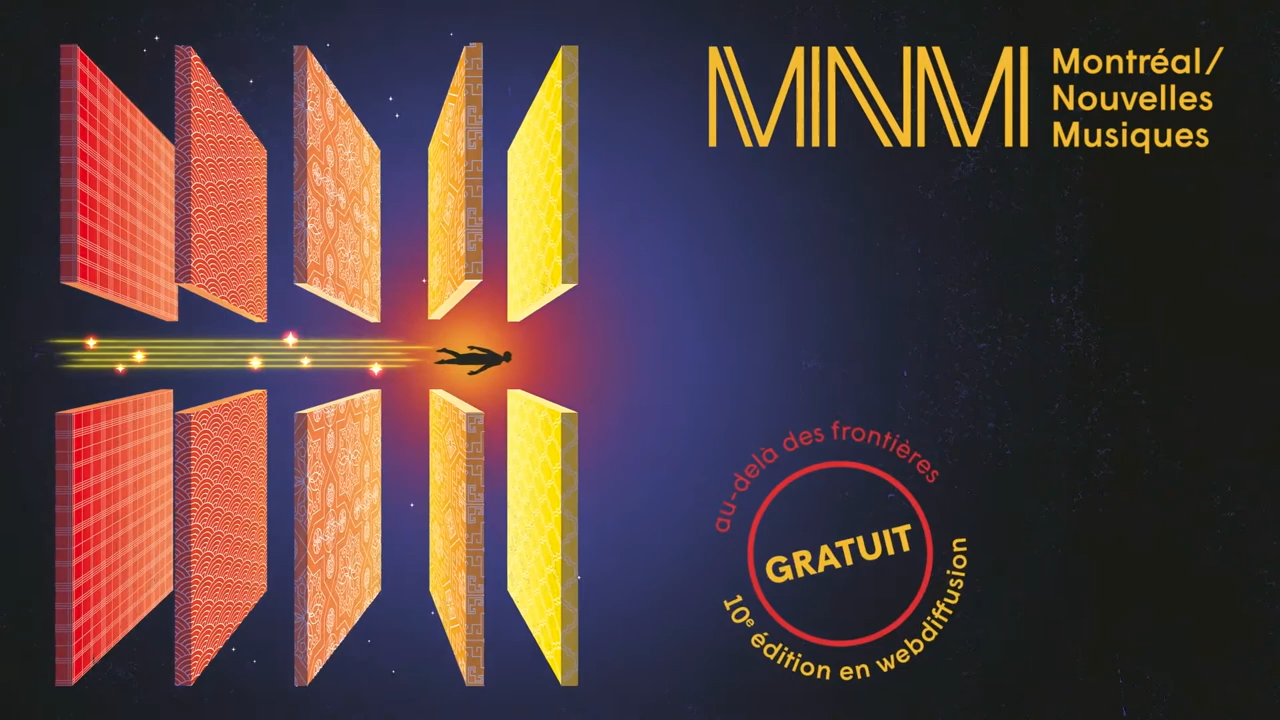 MNM
Montréal/
Nouvelles
Musiques
au-delà des frontières
GRATUIT
10e édition en webdiffusion